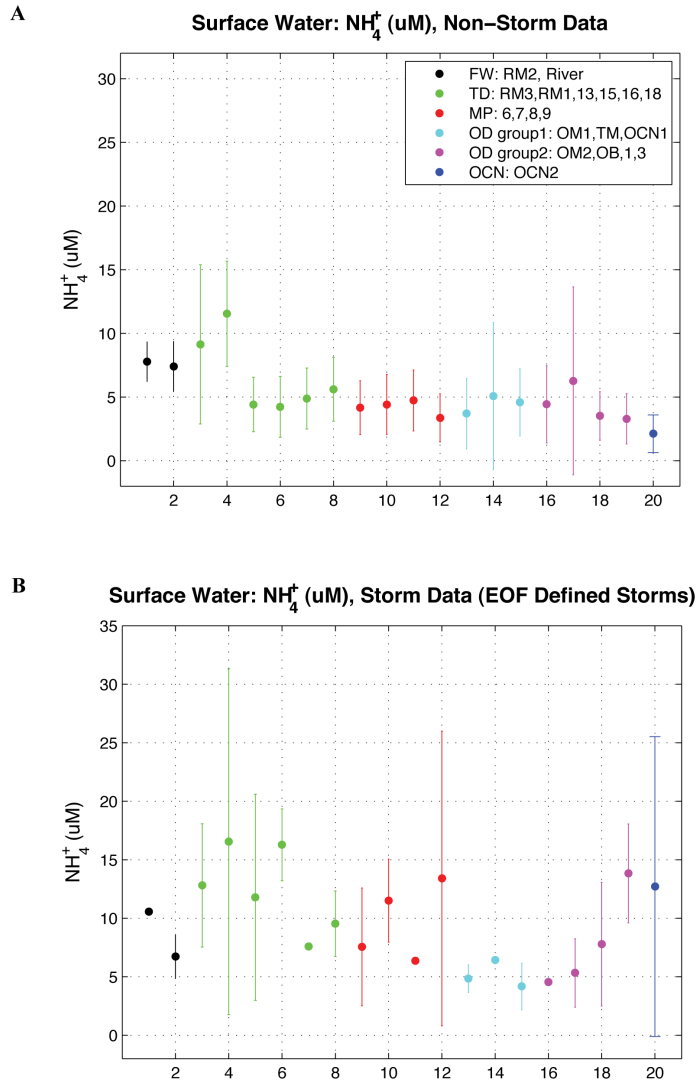 A
Surface Water: NH₄⁺ (uM), Non−Storm Data
30
25
20
15
10
5
0
NH₄⁺ (uM)
FW: RM2, River
TD: RM3,RM1,13,15,16,18
MP: 6,7,8,9
OD group1: OM1,TM,OCN1
OD group2: OM2,OB,1,3
OCN: OCN2
2 4 6 8 10 12 14 16 18 20
B
Surface Water: NH₄⁺ (uM), Storm Data (EOF Defined Storms)
35
30
25
20
15
10
5
0
NH₄⁺ (uM)
2 4 6 8 10 12 14 16 18 20